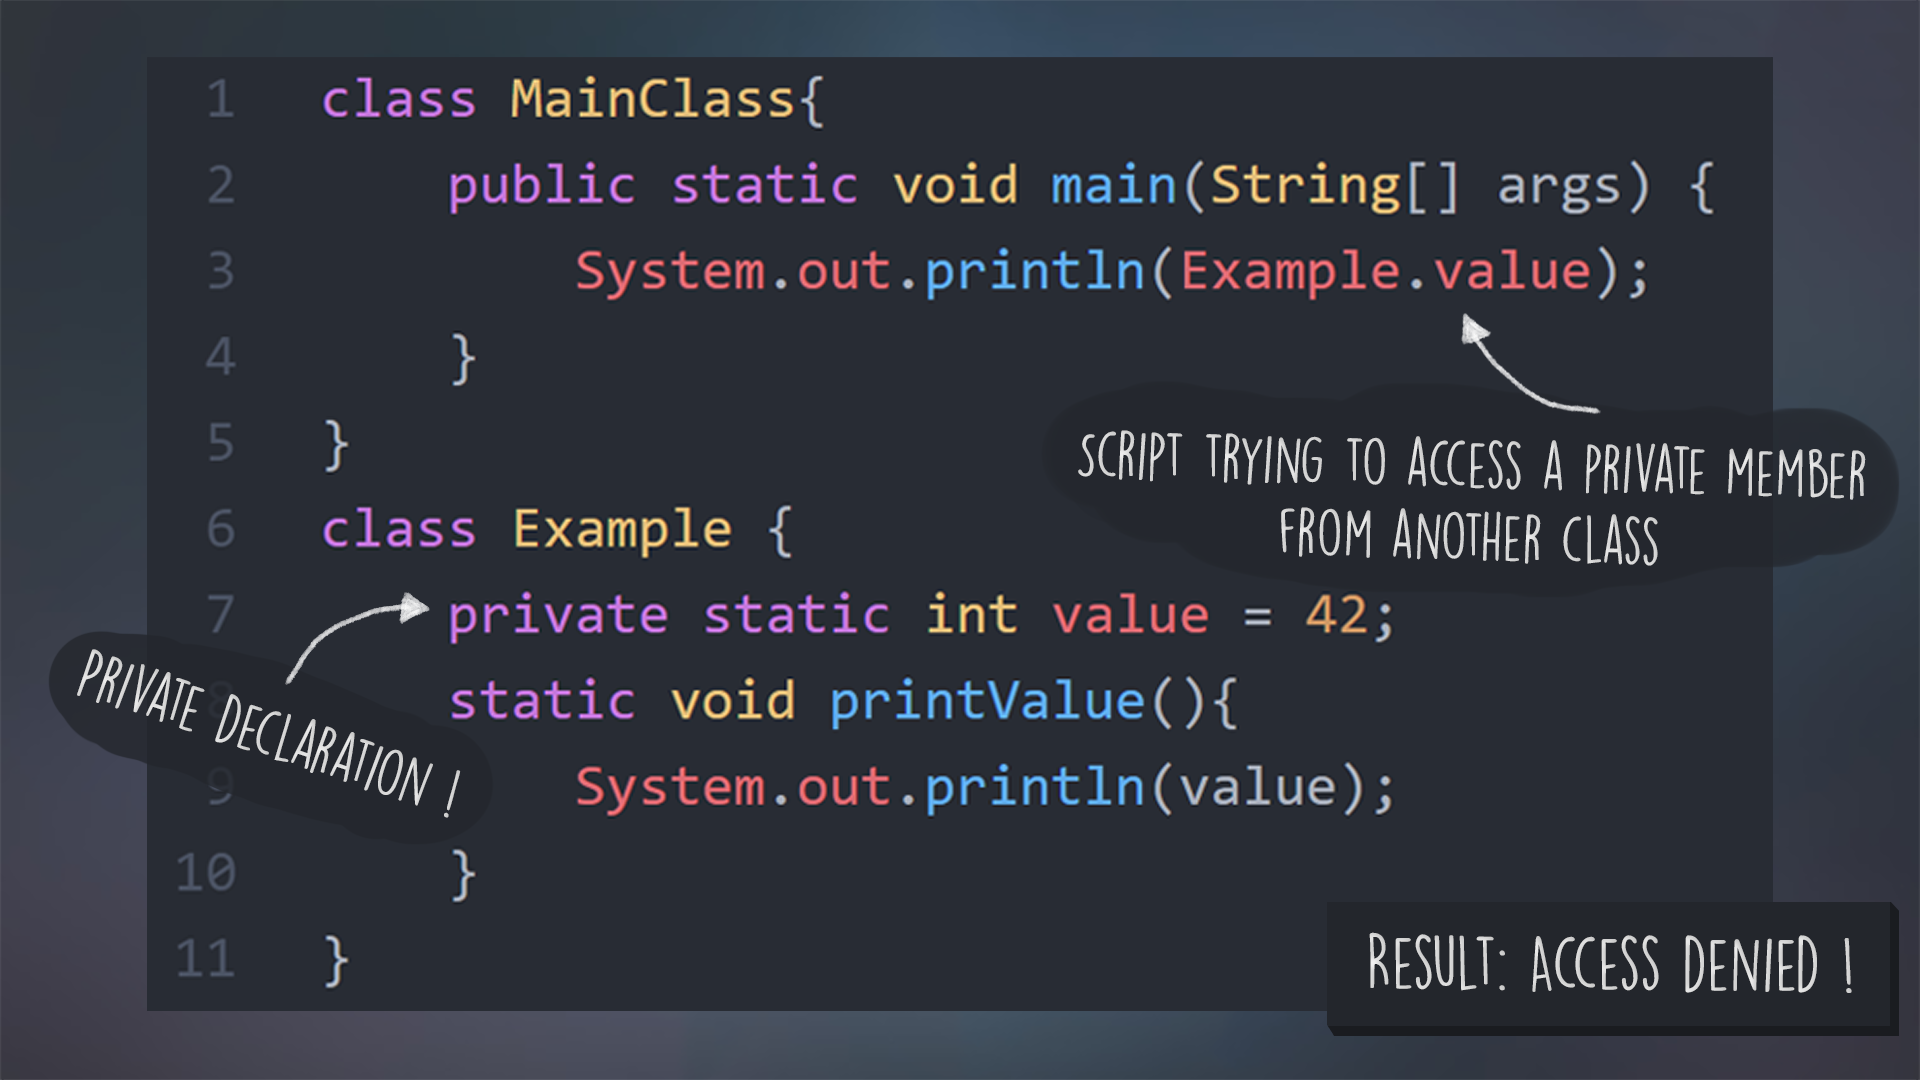 1 class MainClass{
2 public static void main(String[] args) {
3 System.out.println(Example.value);
4 }
5 }
6 class Example {
7 private static int value = 42;
8 static void printValue(){
9 System.out.println(value);
10 }
11 }
SCRIPT TRYING TO ACCESS A PRIVATE MEMBER
FROM ANOTHER CLASS
PRIVATE DECLARATION !
RESULT: ACCESS DENIED !